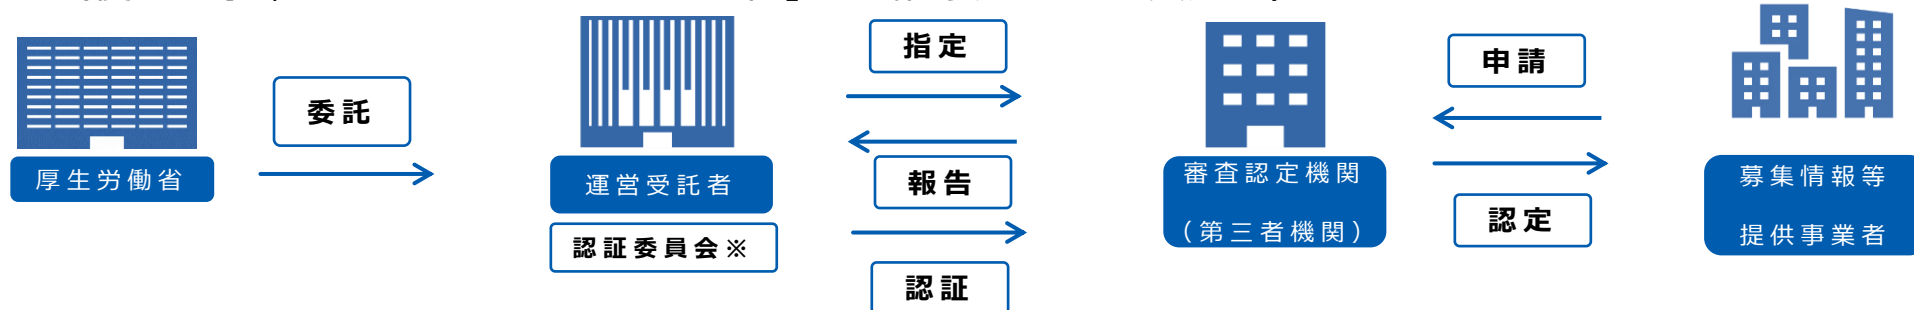 委託
厚生労働省
運営受託者
認証委員会※
指定
報告
認証
審査認定機関
（第三者機関）
申請
認定
募集情報等
提供事業者